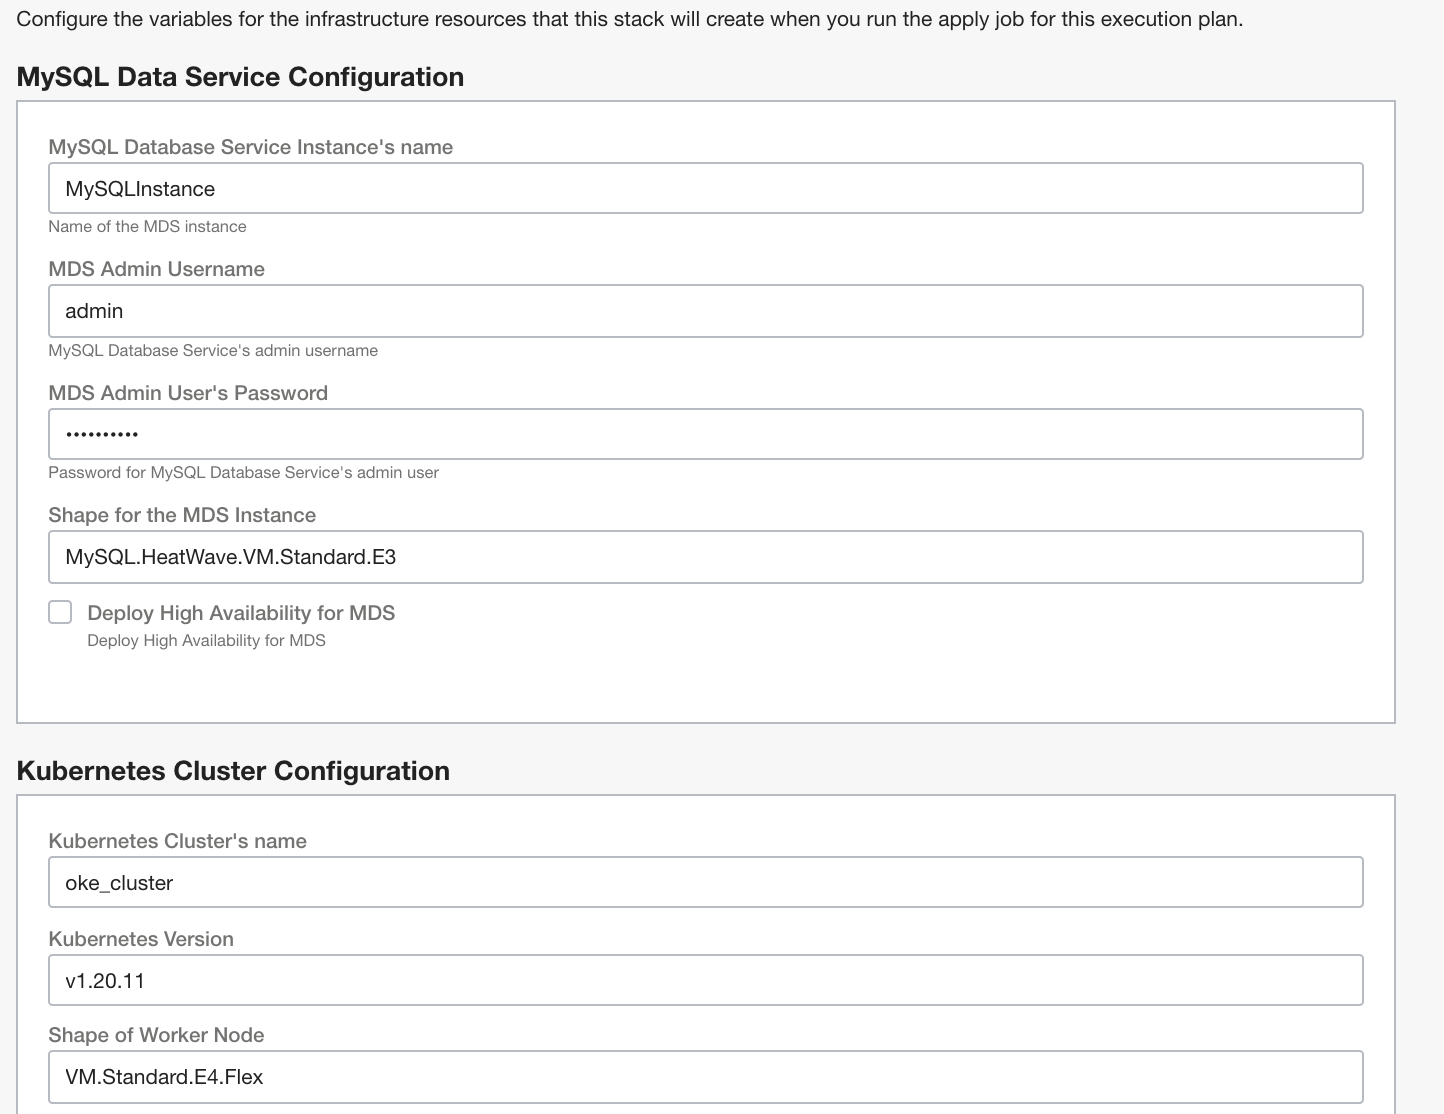 Configure the variables for the infrastructure resources that this stack will create when you run the apply job for this execution plan.
MySQL Data Service Configuration
MySQL Database Service Instance's name
MySQLInstance
Name of the MDS instance
MDS Admin Username
admin
MySQL Database Service's admin username
MDS Admin User's Password
••••••••••
Password for MySQL Database Service's admin user
Shape for the MDS Instance
MySQL.HeatWave.VM.Standard.E3
Deploy High Availability for MDS
Deploy High Availability for MDS
Kubernetes Cluster Configuration
Kubernetes Cluster's name
oke_cluster
Kubernetes Version
v1.20.11
Shape of Worker Node
VM.Standard.E4.Flex